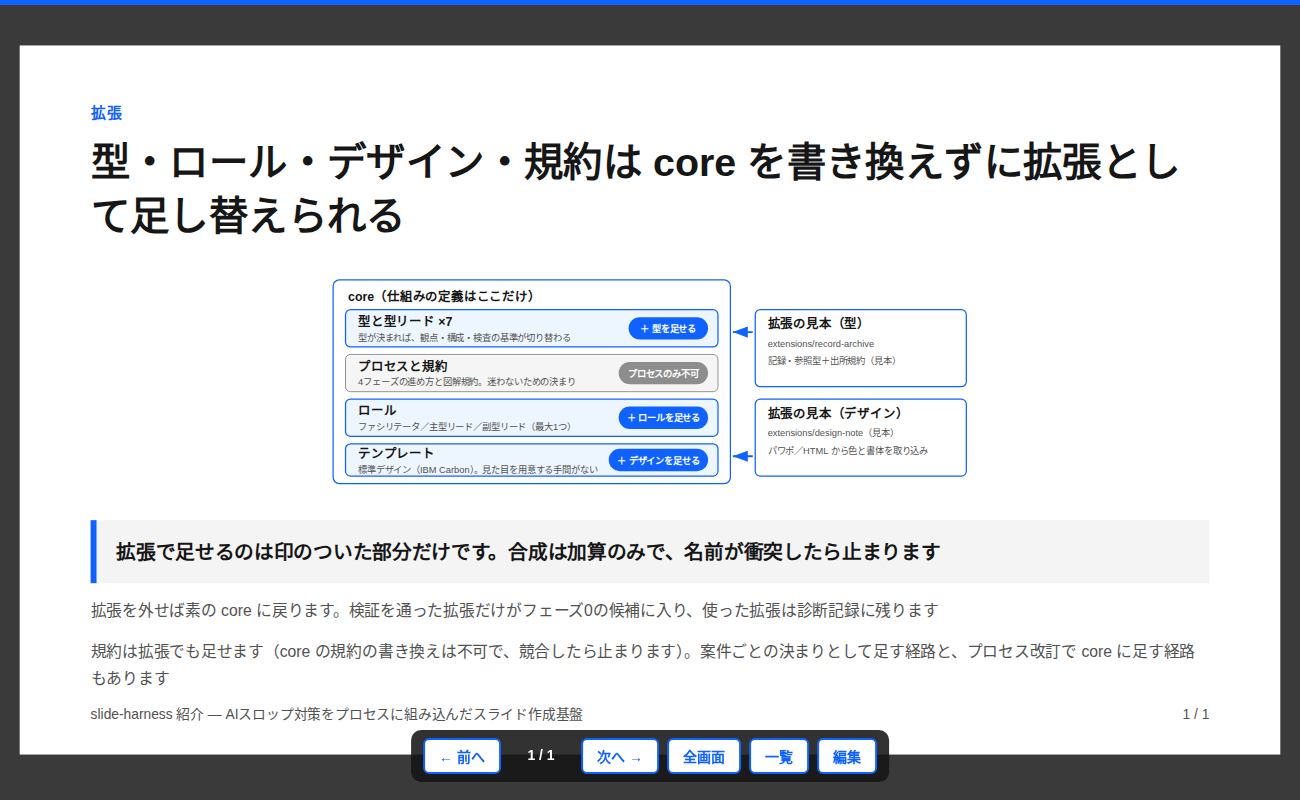 拡張
型・ロール・デザイン・規約は core を書き換えずに拡張とし
て足し替えられる
core（仕組みの定義はここだけ）
型と型リード ×7
型が決まれば、観点・構成・検査の基準が切り替わる
＋ 型を足せる
プロセスと規約
4フェーズの進め方と図解規約。迷わないための決まり
プロセスのみ不可
ロール
ファシリテータ／主型リード／副型リード（最大1つ）
＋ ロールを足せる
テンプレート
標準デザイン（IBM Carbon）。見た目を用意する手間がない
＋ デザインを足せる
拡張の見本（型）
extensions/record-archive
記録・参照型＋出所規約（見本）
拡張の見本（デザイン）
extensions/design-note（見本）
パワポ／HTML から色と書体を取り込み
拡張で足せるのは印のついた部分だけです。合成は加算のみで、名前が衝突したら止まります
拡張を外せば素の core に戻ります。検証を通った拡張だけがフェーズ0の候補に入り、使った拡張は診断記録に残ります
規約は拡張でも足せます（core の規約の書き換えは不可で、競合したら止まります）。案件ごとの決まりとして足す経路と、プロセス改訂で core に足す経路
もあります
slide-harness 紹介 — AIスロップ対策をプロセスに組み込んだスライド作成基盤
1 / 1
← 前へ
1 / 1
次へ →
全画面
一覧
編集